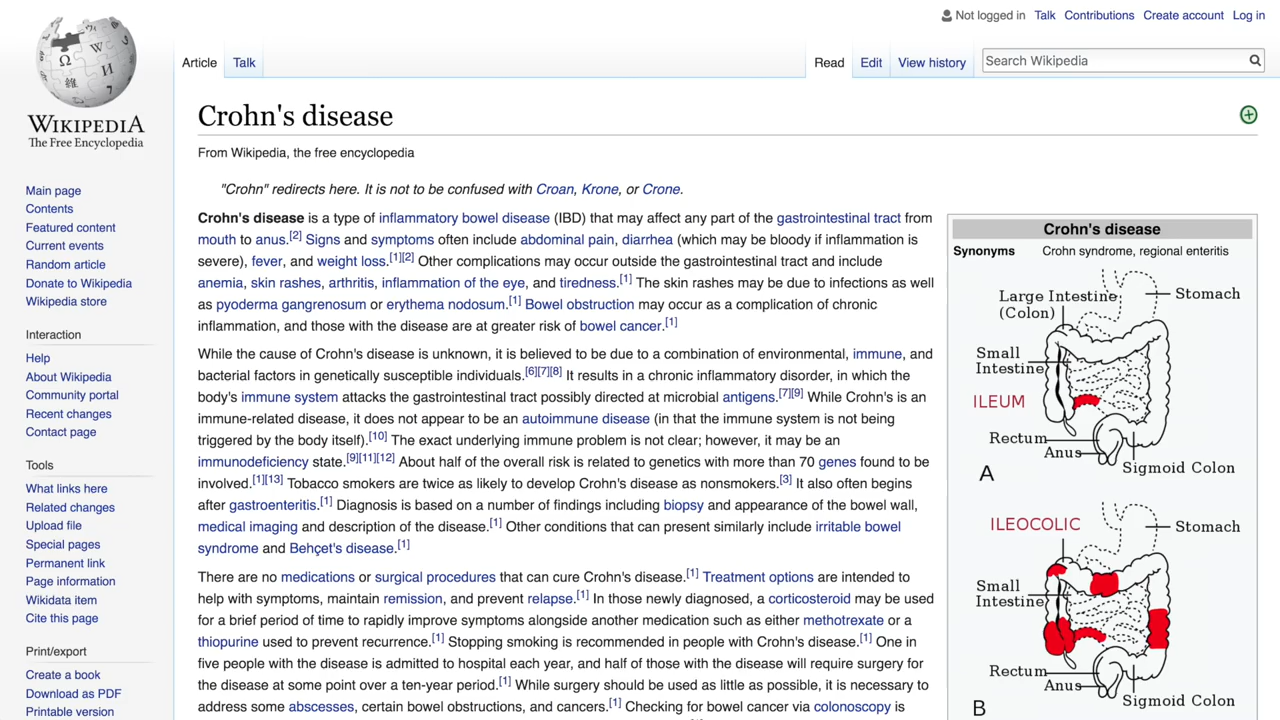 Not logged in Talk Contributions Create account Log in
Article Talk Read Edit View history Search Wikipedia
WIKIPEDIA
The Free Encyclopedia
Main page
Contents
Featured content
Current events
Random article
Donate to Wikipedia
Wikipedia store
Interaction
Help
About Wikipedia
Community portal
Recent changes
Contact page
Tools
What links here
Related changes
Upload file
Special pages
Permanent link
Page information
Wikidata item
Cite this page
Print/export
Create a book
Download as PDF
Printable version
Crohn's disease
From Wikipedia, the free encyclopedia
"Crohn" redirects here. It is not to be confused with Croan, Krone, or Crone.
Crohn's disease is a type of inflammatory bowel disease (IBD) that may affect any part of the gastrointestinal tract from
mouth to anus.[2] Signs and symptoms often include abdominal pain, diarrhea (which may be bloody if inflammation is
severe), fever, and weight loss.[1][2] Other complications may occur outside the gastrointestinal tract and include
anemia, skin rashes, arthritis, inflammation of the eye, and tiredness.[1] The skin rashes may be due to infections as well
as pyoderma gangrenosum or erythema nodosum.[1] Bowel obstruction may occur as a complication of chronic
inflammation, and those with the disease are at greater risk of bowel cancer.[1]
While the cause of Crohn's disease is unknown, it is believed to be due to a combination of environmental, immune, and
bacterial factors in genetically susceptible individuals.[6][7][8] It results in a chronic inflammatory disorder, in which the
body's immune system attacks the gastrointestinal tract possibly directed at microbial antigens.[7][9] While Crohn's is an
immune-related disease, it does not appear to be an autoimmune disease (in that the immune system is not being
triggered by the body itself).[10] The exact underlying immune problem is not clear; however, it may be an
immunodeficiency state.[9][11][12] About half of the overall risk is related to genetics with more than 70 genes found to be
involved.[1][13] Tobacco smokers are twice as likely to develop Crohn's disease as nonsmokers.[3] It also often begins
after gastroenteritis.[1] Diagnosis is based on a number of findings including biopsy and appearance of the bowel wall,
medical imaging and description of the disease.[1] Other conditions that can present similarly include irritable bowel
syndrome and Behçet's disease.[1]
There are no medications or surgical procedures that can cure Crohn's disease.[1] Treatment options are intended to
help with symptoms, maintain remission, and prevent relapse.[1] In those newly diagnosed, a corticosteroid may be used
for a brief period of time to rapidly improve symptoms alongside another medication such as either methotrexate or a
thiopurine used to prevent recurrence.[1] Stopping smoking is recommended in people with Crohn's disease.[1] One in
five people with the disease is admitted to hospital each year, and half of those with the disease will require surgery for
the disease at some point over a ten-year period.[1] While surgery should be used as little as possible, it is necessary to
address some abscesses, certain bowel obstructions, and cancers.[1] Checking for bowel cancer via colonoscopy is
Crohn's disease
Synonyms Crohn syndrome, regional enteritis
Large Intestine
(Colon)
Stomach
Small
Intestine
ILEUM
Rectum
Anus
Sigmoid Colon
A
ILEOCOLIC
Stomach
Small
Intestine
Rectum
Anus
Sigmoid Colon
B